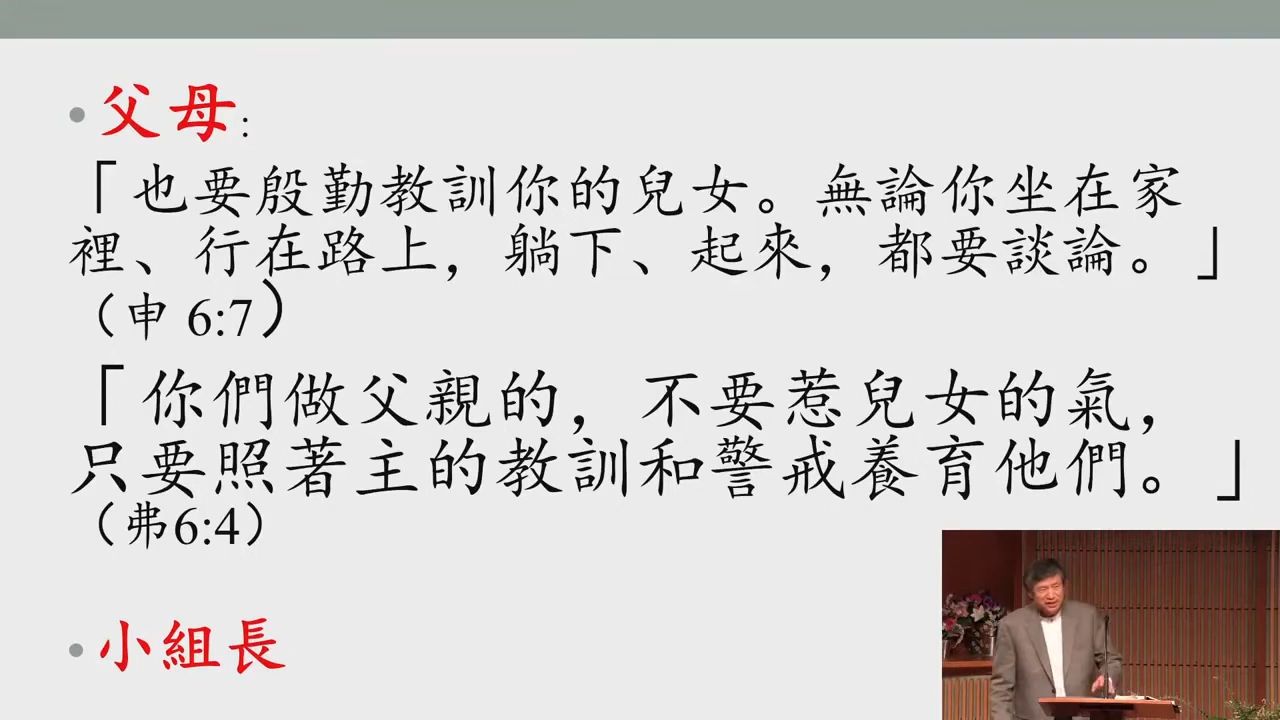 • 父母:
「也要殷勤教訓你的兒女。無論你坐在家
裡、行在路上，躺下、起來，都要談論。」
（申 6:7）
「你們做父親的，不要惹兒女的氣，
只要照著主的教訓和警戒養育他們。」
（弗6:4）
• 小組長